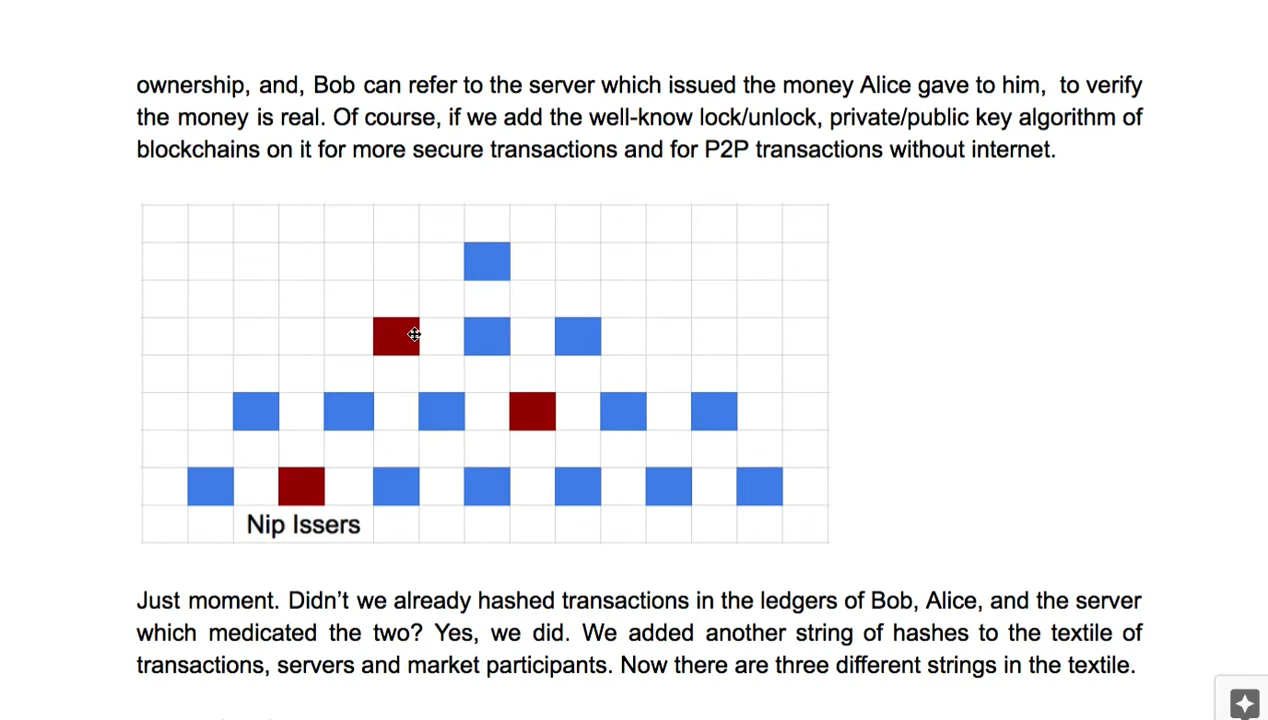 ownership, and, Bob can refer to the server which issued the money Alice gave to him,  to verify
the money is real. Of course, if we add the well-know lock/unlock, private/public key algorithm of
blockchains on it for more secure transactions and for P2P transactions without internet.
Nip Issers
Just moment. Didn’t we already hashed transactions in the ledgers of Bob, Alice, and the server
which medicated the two? Yes, we did. We added another string of hashes to the textile of
transactions, servers and market participants. Now there are three different strings in the textile.